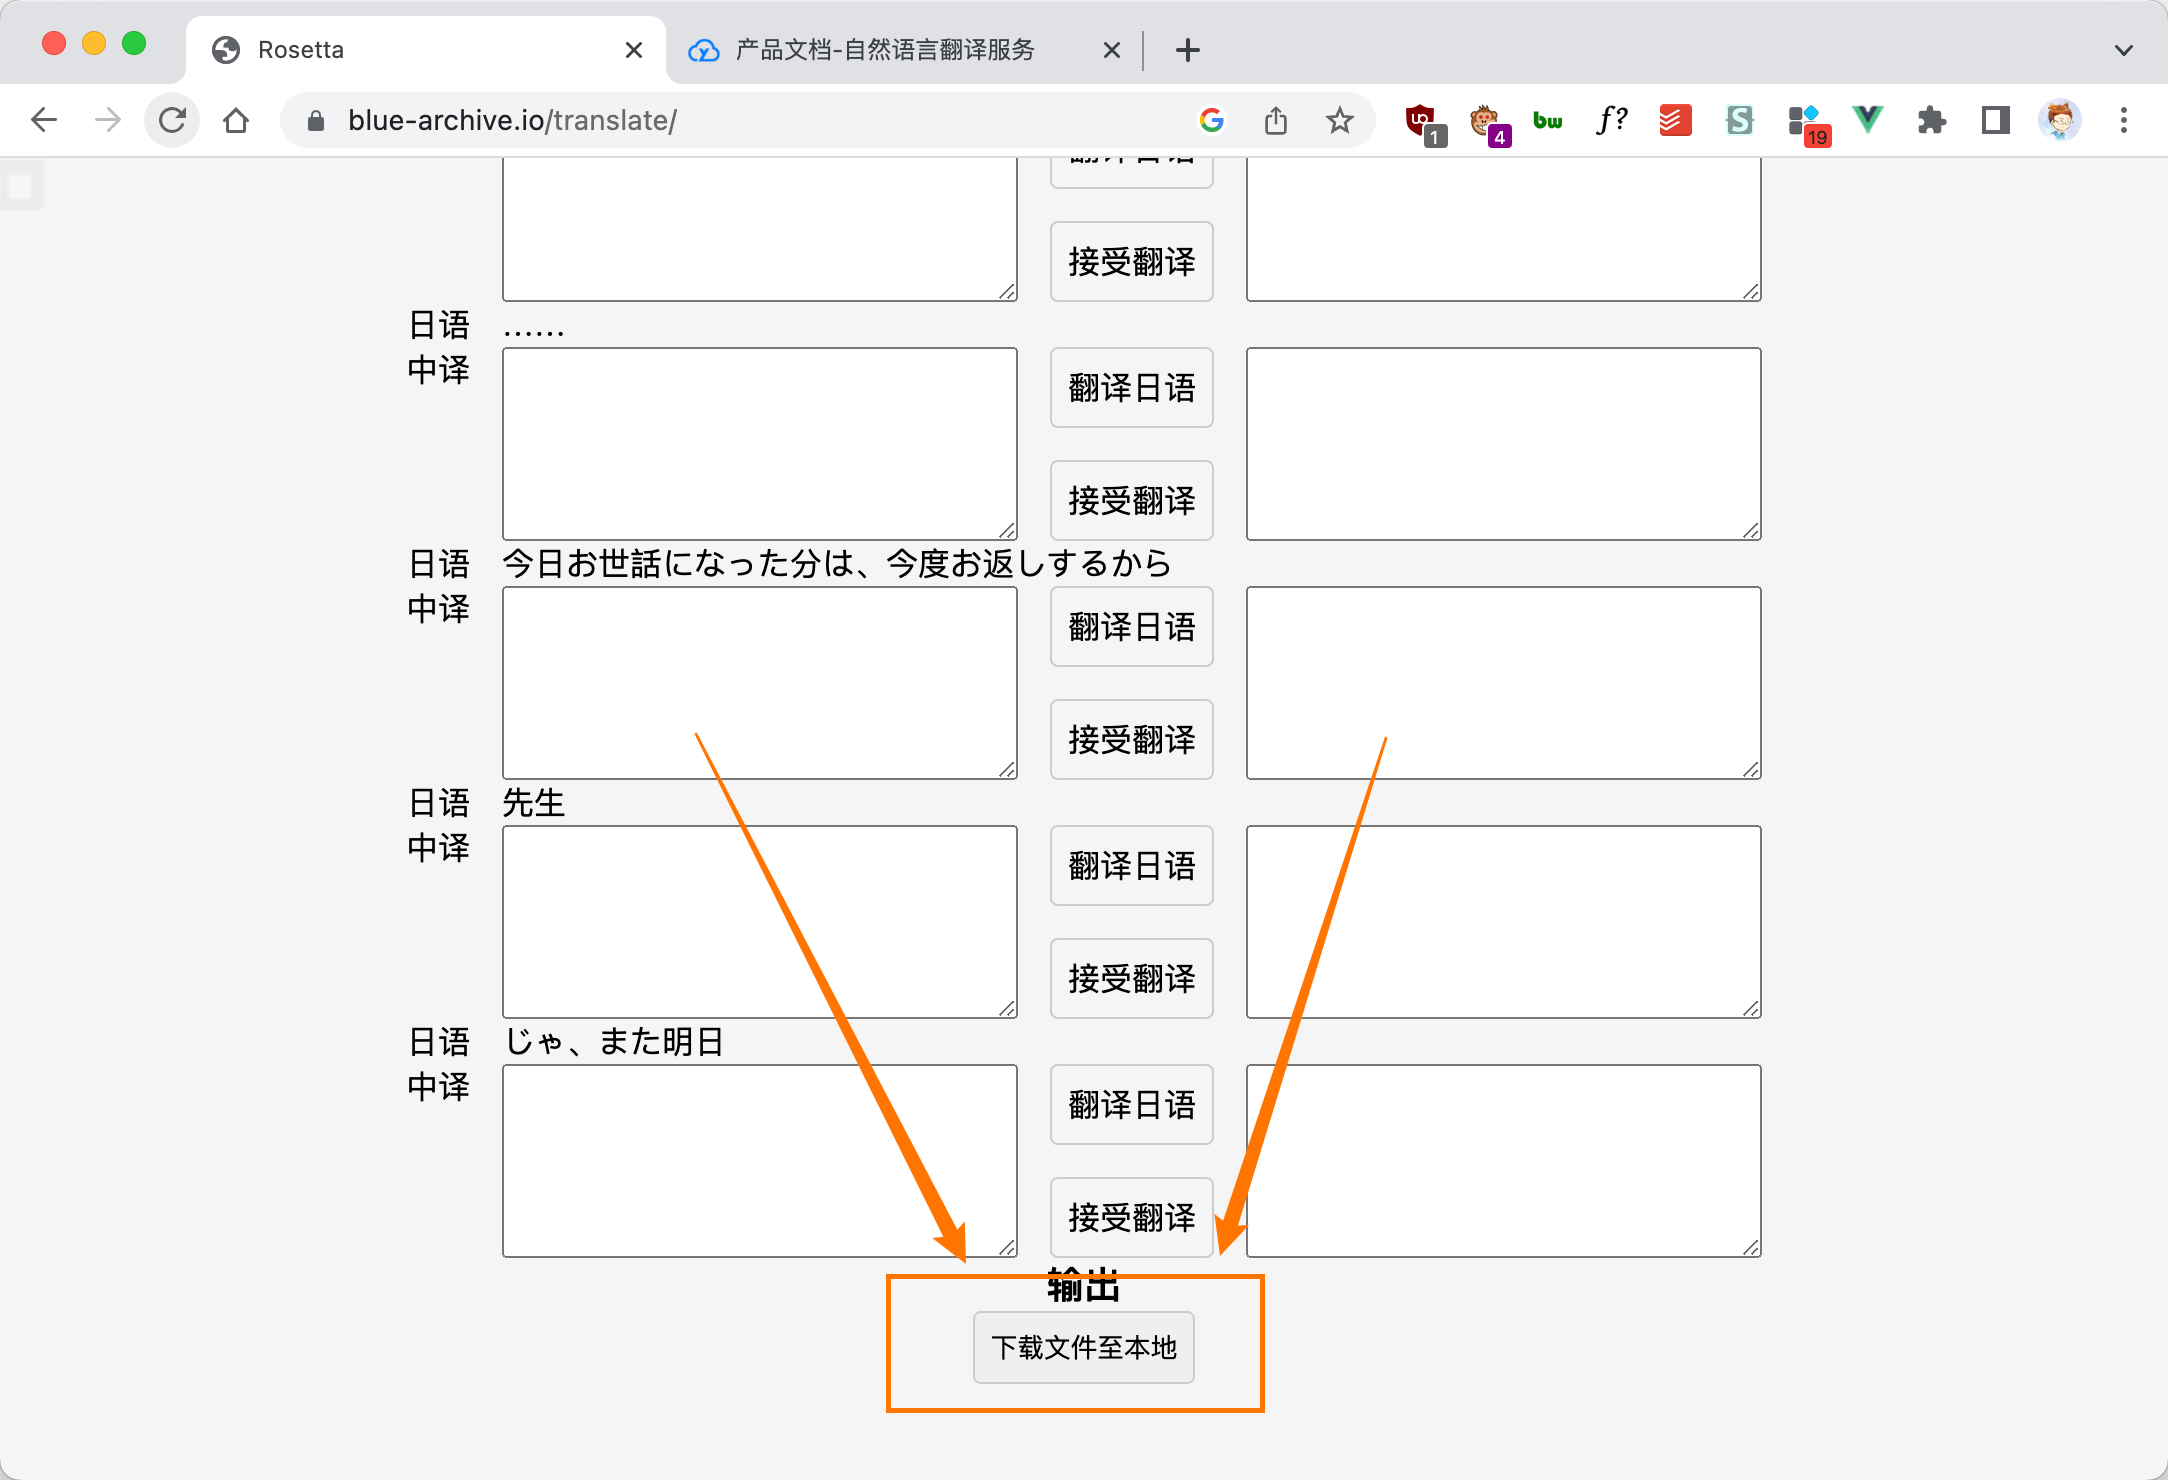 Rosetta
产品文档-自然语言翻译服务
blue-archive.io/translate/
1
4
bw
f?
19
翻译日语
接受翻译
日语 ……
中译
翻译日语
接受翻译
日语 今日お世話になった分は、今度お返しするから
中译
翻译日语
接受翻译
日语 先生
中译
翻译日语
接受翻译
日语 じゃ、また明日
中译
翻译日语
接受翻译
输出
下载文件至本地